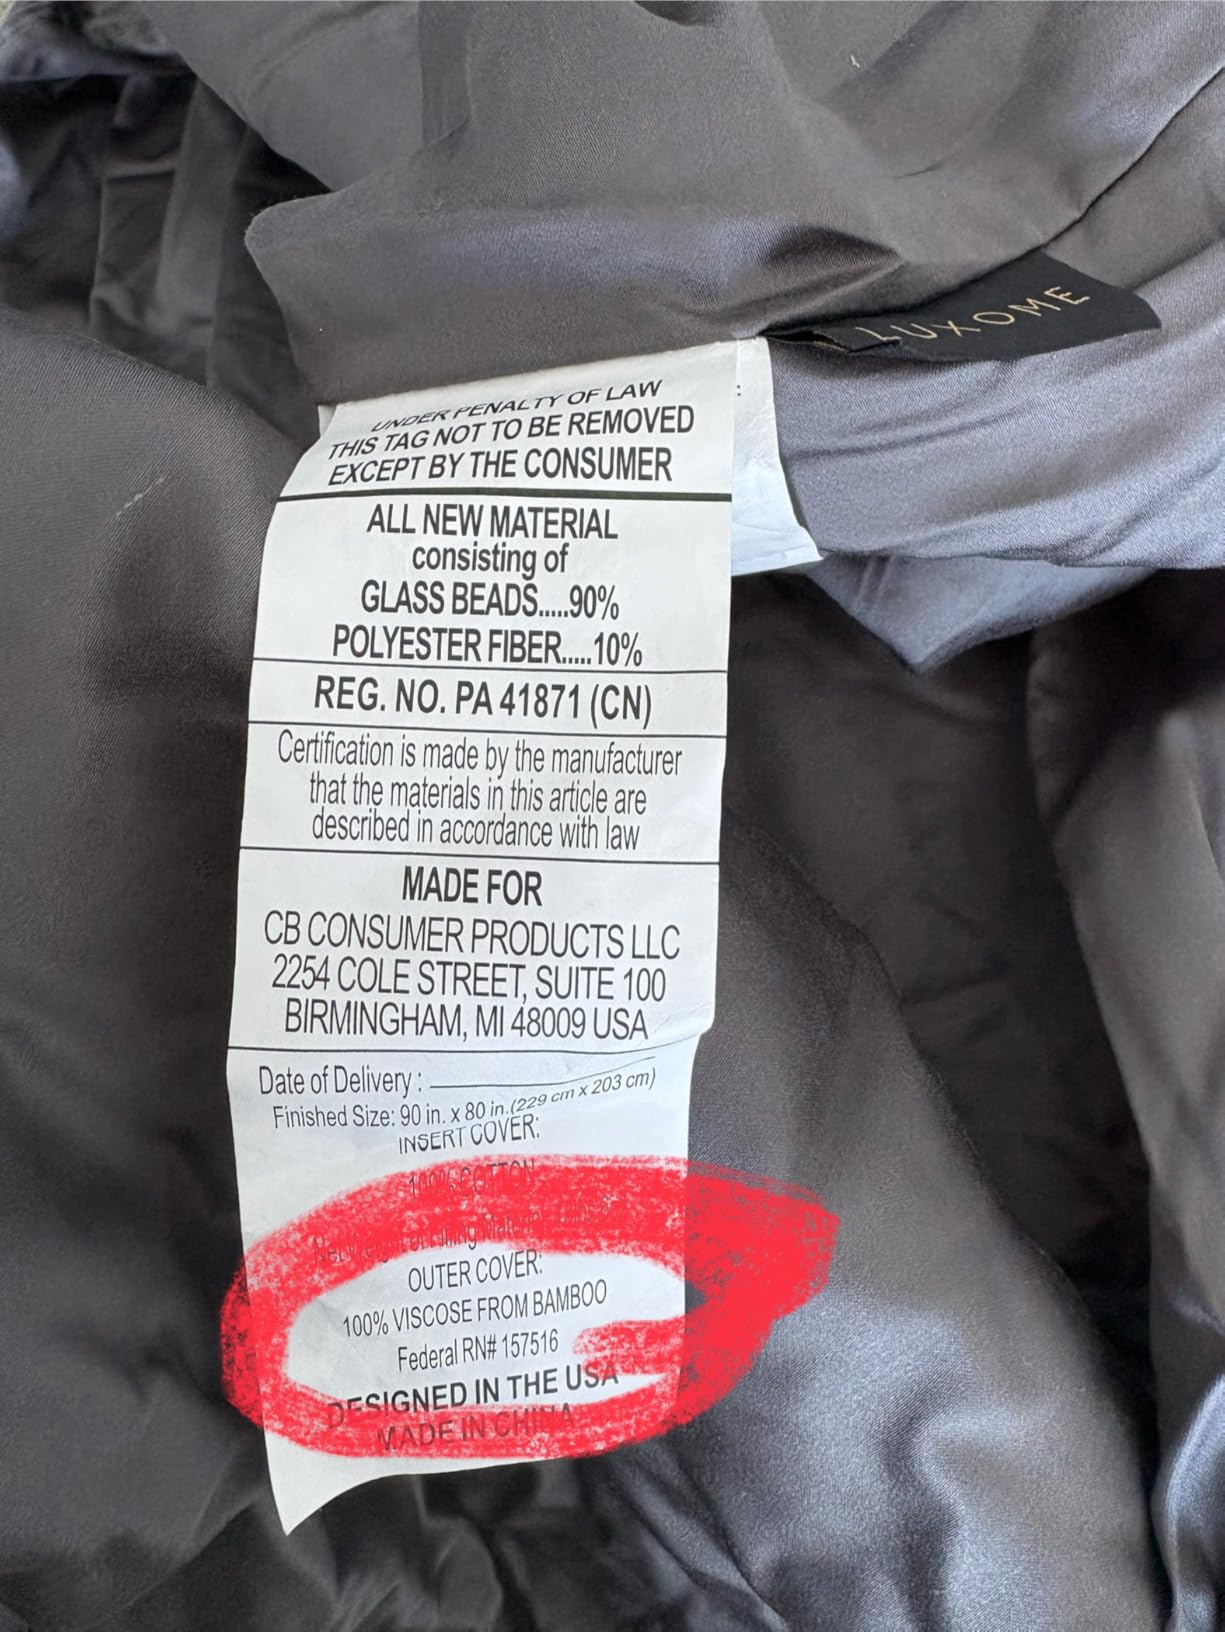 LUXOME
UNDER PENALTY OF LAW
THIS TAG NOT TO BE REMOVED
EXCEPT BY THE CONSUMER
ALL NEW MATERIAL
consisting of
GLASS BEADS.....90%
POLYESTER FIBER.....10%
REG. NO. PA 41871 (CN)
Certification is made by the manufacturer
that the materials in this article are
described in accordance with law
MADE FOR
CB CONSUMER PRODUCTS LLC
2254 COLE STREET, SUITE 100
BIRMINGHAM, MI 48009 USA
Date of Delivery :
Finished Size: 90 in. x 80 in.(229 cm x 203 cm)
INSERT COVER:
100% COTTON
Net Weight of Filling Material
OUTER COVER:
100% VISCOSE FROM BAMBOO
Federal RN# 157516
DESIGNED IN THE USA
MADE IN CHINA